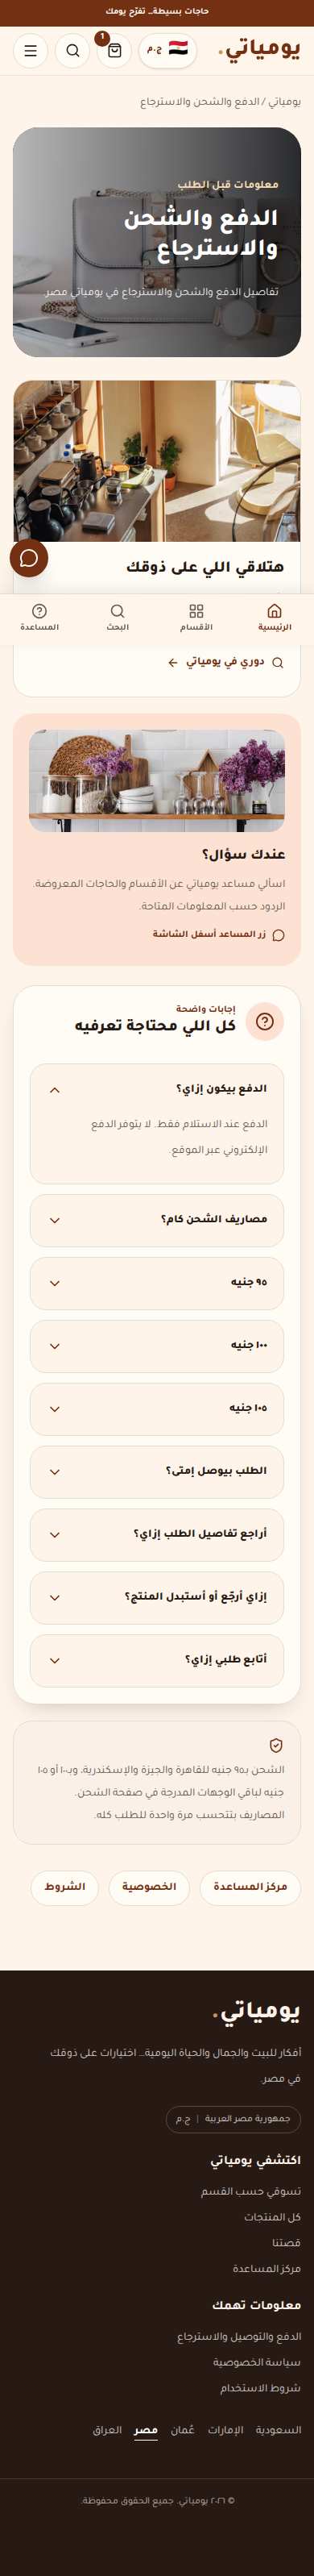 حاجات بسيطة... تفرّح يومك
يومياتي.
ج.م
1
يومياتي / الدفع والشحن والاسترجاع
معلومات قبل الطلب
الدفع والشحن
والاسترجاع
تفاصيل الدفع والشحن والاسترجاع في يومياتي مصر.
هتلاقي اللي على ذوقك
الرئيسية
الأقسام
البحث
المساعدة
دوري في يومياتي
عندك سؤال؟
اسألي مساعد يومياتي عن الأقسام والحاجات المعروضة.
الردود حسب المعلومات المتاحة.
زر المساعد أسفل الشاشة
إجابات واضحة
كل اللي محتاجة تعرفيه
الدفع بيكون إزاي؟
الدفع عند الاستلام فقط. لا يتوفر الدفع
الإلكتروني عبر الموقع.
مصاريف الشحن كام؟
٩٥ جنيه
١٠٠ جنيه
١٠٥ جنيه
الطلب بيوصل إمتى؟
أراجع تفاصيل الطلب إزاي؟
إزاي أرجّع أو أستبدل المنتج؟
أتابع طلبي إزاي؟
الشحن بـ٩٥ جنيه للقاهرة والجيزة والإسكندرية، وبـ١٠٠ أو ١٠٥
جنيه لباقي الوجهات المدرجة في صفحة الشحن.
المصاريف بتتحسب مرة واحدة للطلب كله.
مركز المساعدة
الخصوصية
الشروط
يومياتي.
أفكار للبيت والجمال والحياة اليومية... اختيارات على ذوقك
في مصر.
جمهورية مصر العربية | ج.م
اكتشفي يومياتي
تسوقي حسب القسم
كل المنتجات
قصتنا
مركز المساعدة
معلومات تهمك
الدفع والتوصيل والاسترجاع
سياسة الخصوصية
شروط الاستخدام
السعودية الإمارات عُمان مصر العراق
© ٢٠٢٦ يومياتي. جميع الحقوق محفوظة.